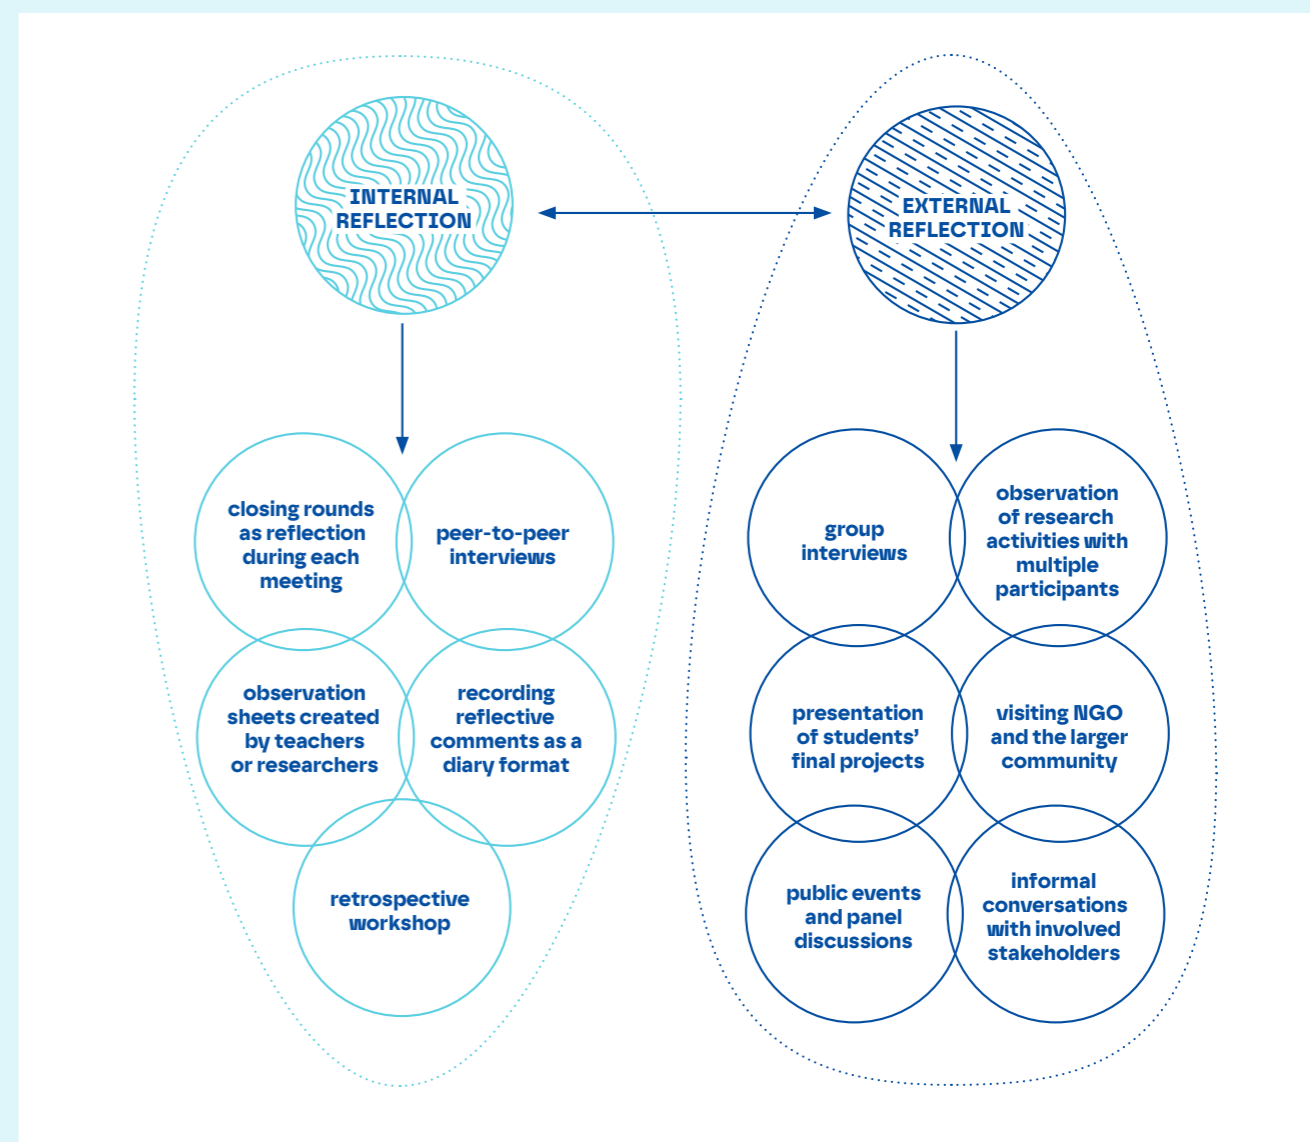 INTERNAL
REFLECTION
closing rounds
as reflection
during each
meeting
peer-to-peer
interviews
observation
sheets created
by teachers
or researchers
recording
reflective
comments as a
diary format
retrospective
workshop
EXTERNAL
REFLECTION
group
interviews
observation
of research
activities with
multiple
participants
presentation
of students’
final projects
visiting NGO
and the larger
community
public events
and panel
discussions
informal
conversations
with involved
stakeholders